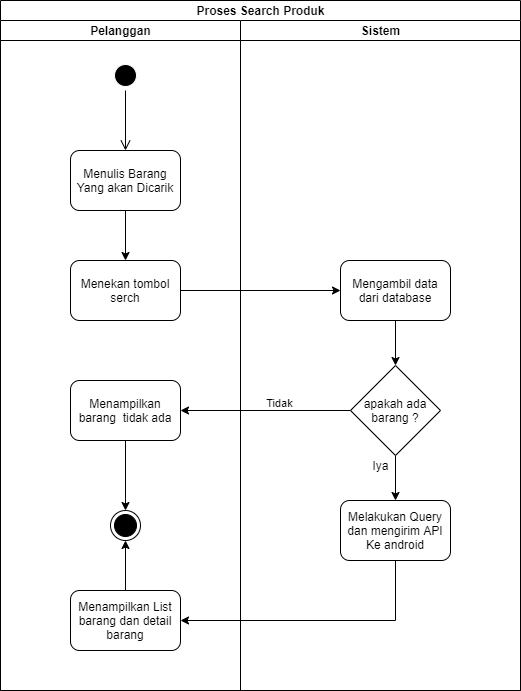 Proses Search Produk
Pelanggan
Sistem
Menulis Barang
Yang akan Dicarik
Menekan tombol
serch
Mengambil data
dari database
apakah ada
barang ?
Tidak
Menampilkan
barang  tidak ada
Iya
Melakukan Query
dan mengirim API
Ke android
Menampilkan List
barang dan detail
barang